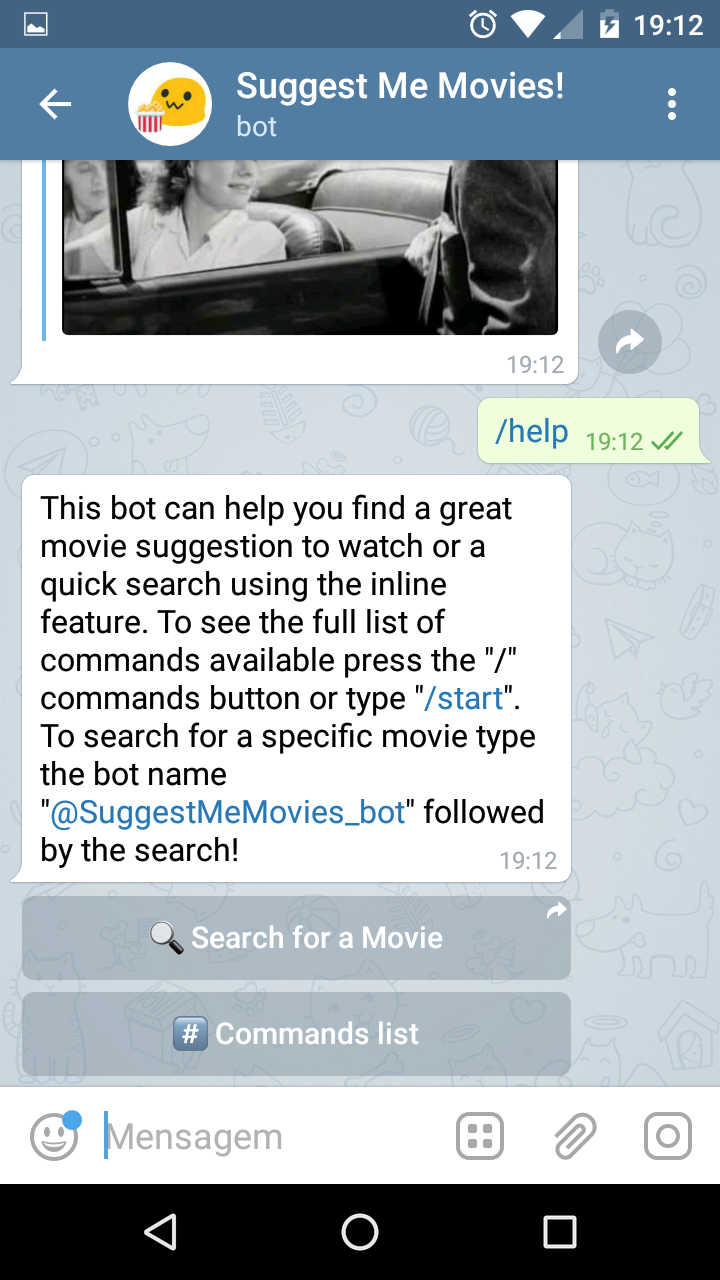 19:12
Suggest Me Movies!
bot
19:12
/help 19:12
This bot can help you find a great
movie suggestion to watch or a
quick search using the inline
feature. To see the full list of
commands available press the "/"
commands button or type "/start".
To search for a specific movie type
the bot name
"@SuggestMeMovies_bot" followed
by the search! 19:12
Search for a Movie
# Commands list
Mensagem